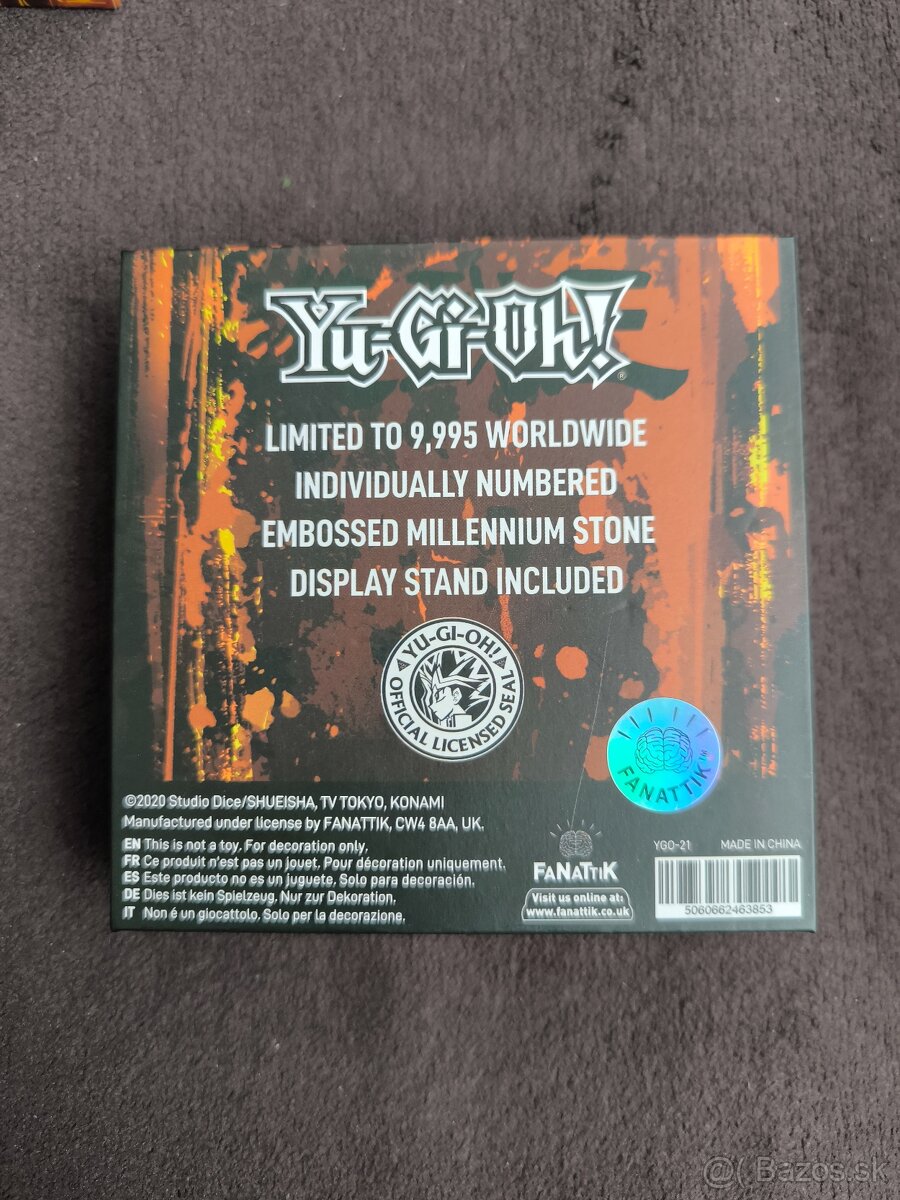 Yu-Gi-Oh!®
LIMITED TO 9,995 WORLDWIDE
INDIVIDUALLY NUMBERED
EMBOSSED MILLENNIUM STONE
DISPLAY STAND INCLUDED
YU-GI-OH!
OFFICIAL LICENSED SEAL
FANATTIK™
©2020 Studio Dice/SHUEISHA, TV TOKYO, KONAMI
Manufactured under license by FANATTIK, CW4 8AA, UK.
EN This is not a toy. For decoration only.
FR Ce produit n'est pas un jouet. Pour décoration uniquement.
ES Este producto no es un juguete. Solo para decoración.
DE Dies ist kein Spielzeug. Nur zur Dekoration.
IT Non é un giocattolo. Solo per la decorazione.
FANATTIK
Visit us online at:
www.fanattik.co.uk
YGO-21 MADE IN CHINA
5060662463853
@( Bazos.sk